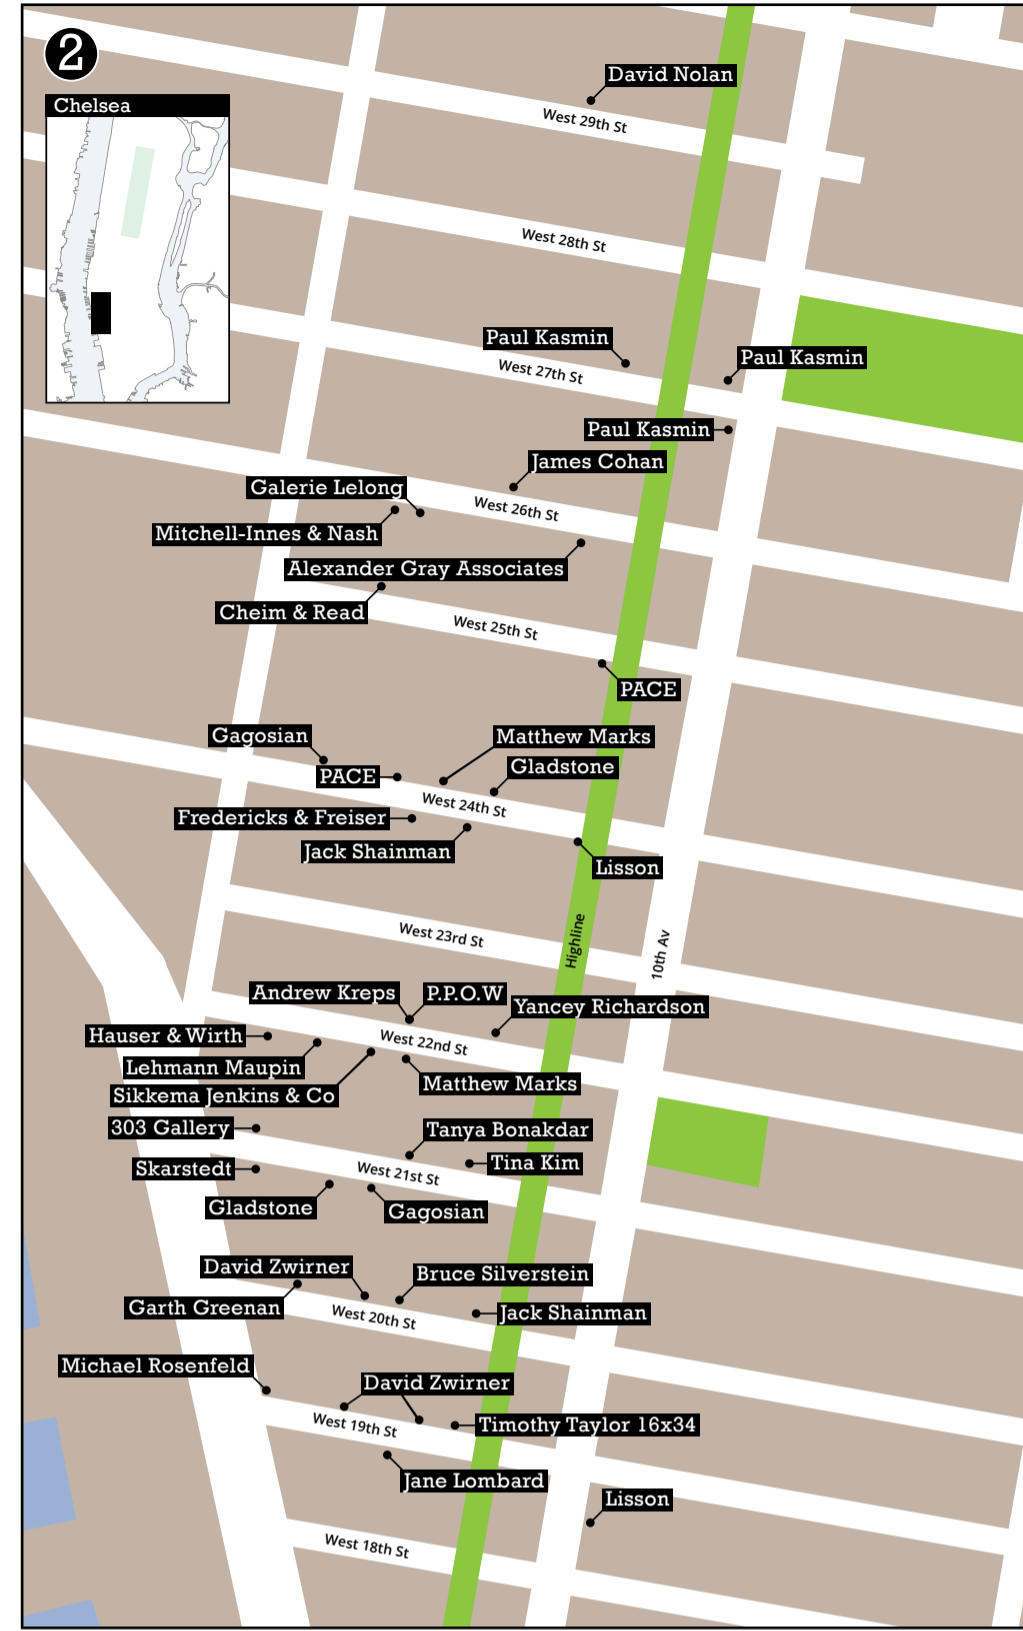 2
Chelsea
David Nolan
West 29th St
West 28th St
Paul Kasmin
Paul Kasmin
West 27th St
Paul Kasmin
James Cohan
Galerie Lelong
West 26th St
Mitchell-Innes & Nash
Alexander Gray Associates
Cheim & Read
West 25th St
PACE
Gagosian
Matthew Marks
PACE
Gladstone
West 24th St
Fredericks & Freiser
Jack Shainman
Lisson
West 23rd St
Highline
10th Av
Andrew Kreps
P.P.O.W
Yancey Richardson
Hauser & Wirth
West 22nd St
Lehmann Maupin
Matthew Marks
Sikkema Jenkins & Co
303 Gallery
Tanya Bonakdar
Tina Kim
Skarstedt
West 21st St
Gladstone
Gagosian
David Zwirner
Bruce Silverstein
Garth Greenan
Jack Shainman
West 20th St
Michael Rosenfeld
David Zwirner
West 19th St
Timothy Taylor 16x34
Jane Lombard
Lisson
West 18th St